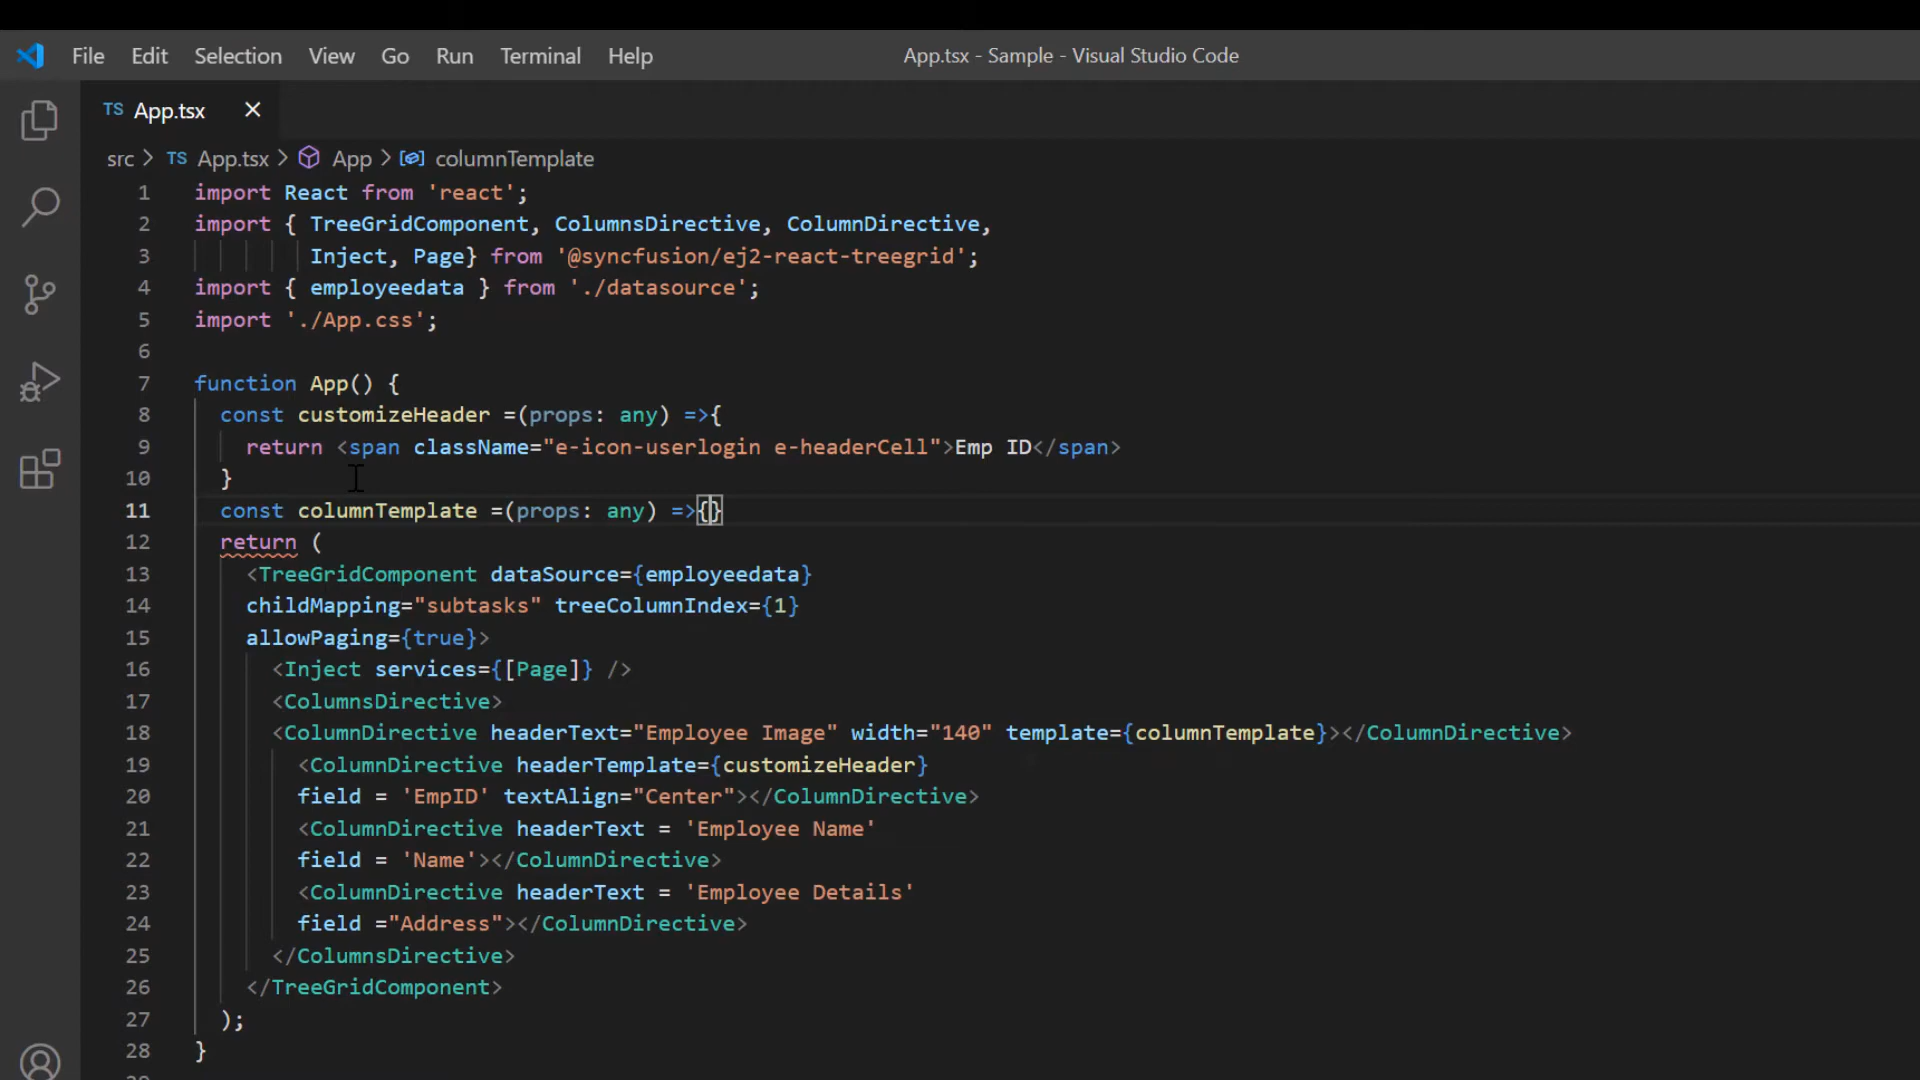 File Edit Selection View Go Run Terminal Help App.tsx - Sample - Visual Studio Code
TS App.tsx
src > TS App.tsx > App > columnTemplate
1 import React from 'react';
2 import { TreeGridComponent, ColumnsDirective, ColumnDirective,
3 Inject, Page} from '@syncfusion/ej2-react-treegrid';
4 import { employeedata } from './datasource';
5 import './App.css';
6
7 function App() {
8 const customizeHeader =(props: any) =>{
9 return <span className="e-icon-userlogin e-headerCell">Emp ID</span>
10 }
11 const columnTemplate =(props: any) =>{}
12 return (
13 <TreeGridComponent dataSource={employeedata}
14 childMapping="subtasks" treeColumnIndex={1}
15 allowPaging={true}>
16 <Inject services={[Page]} />
17 <ColumnsDirective>
18 <ColumnDirective headerText="Employee Image" width="140" template={columnTemplate}></ColumnDirective>
19 <ColumnDirective headerTemplate={customizeHeader}
20 field = 'EmpID' textAlign="Center"></ColumnDirective>
21 <ColumnDirective headerText = 'Employee Name'
22 field = 'Name'></ColumnDirective>
23 <ColumnDirective headerText = 'Employee Details'
24 field ="Address"></ColumnDirective>
25 </ColumnsDirective>
26 </TreeGridComponent>
27 );
28 }